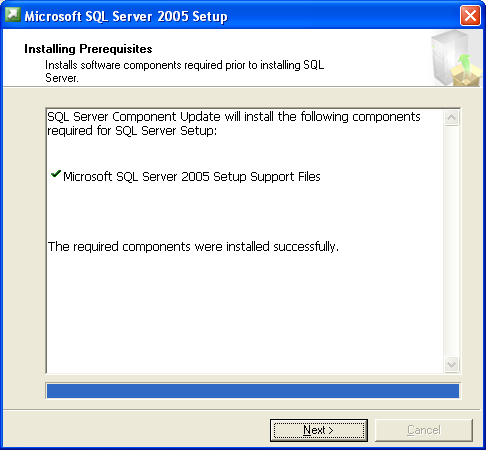 Microsoft SQL Server 2005 Setup
Installing Prerequisites
Installs software components required prior to installing SQL
Server.
SQL Server Component Update will install the following components
required for SQL Server Setup:
Microsoft SQL Server 2005 Setup Support Files
The required components were installed successfully.
Next >
Cancel